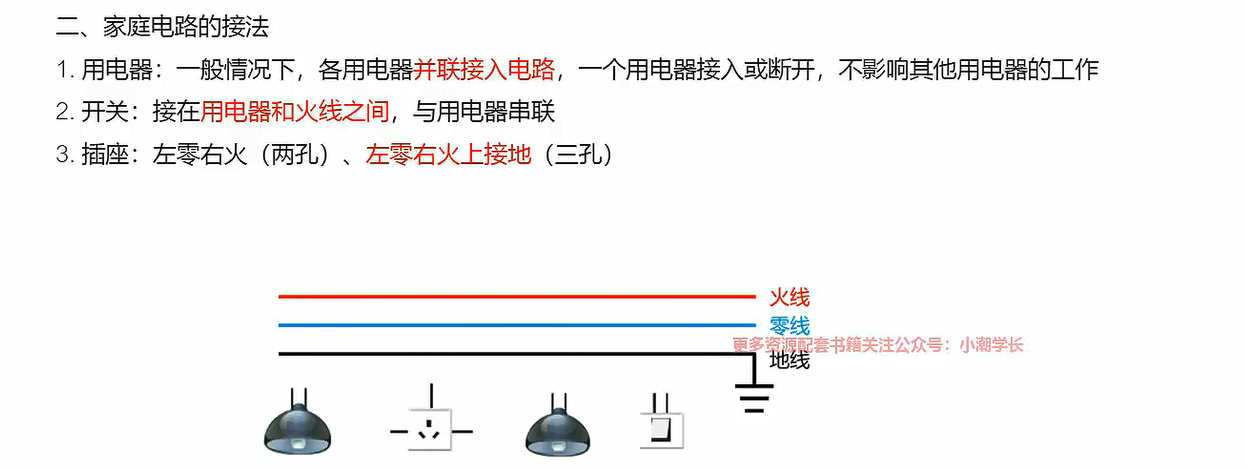 二、家庭电路的接法
1. 用电器：一般情况下，各用电器并联接入电路，一个用电器接入或断开，不影响其他用电器的工作
2. 开关：接在用电器和火线之间，与用电器串联
3. 插座：左零右火（两孔）、左零右火上接地（三孔）
火线
零线
更多资源配套书籍关注公众号：小潮学长
地线